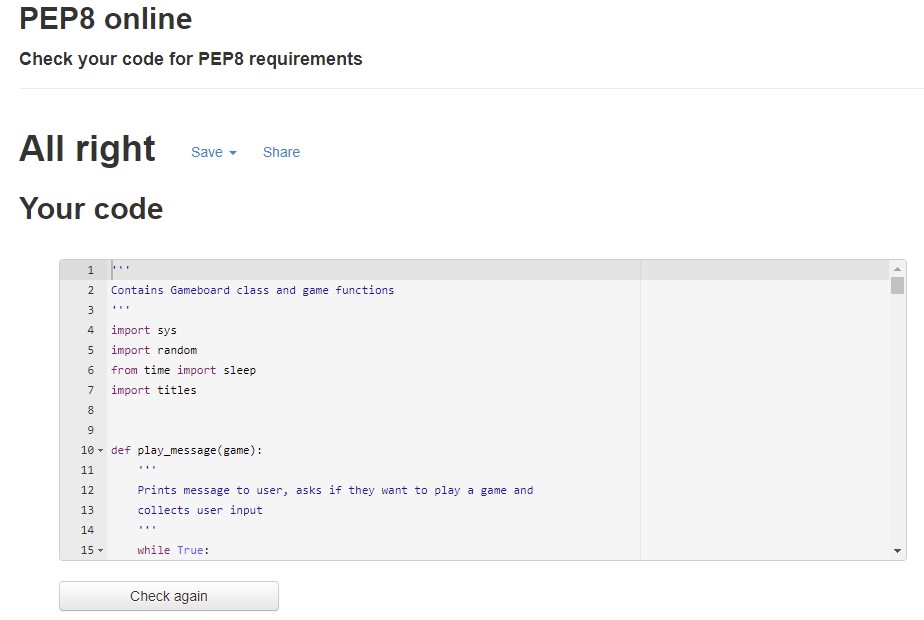 PEP8 online
Check your code for PEP8 requirements
All right Save Share
Your code
1 '''
2 Contains Gameboard class and game functions
3 '''
4 import sys
5 import random
6 from time import sleep
7 import titles
8
9
10 def play_message(game):
11     '''
12     Prints message to user, asks if they want to play a game and
13     collects user input
14     '''
15     while True:
Check again